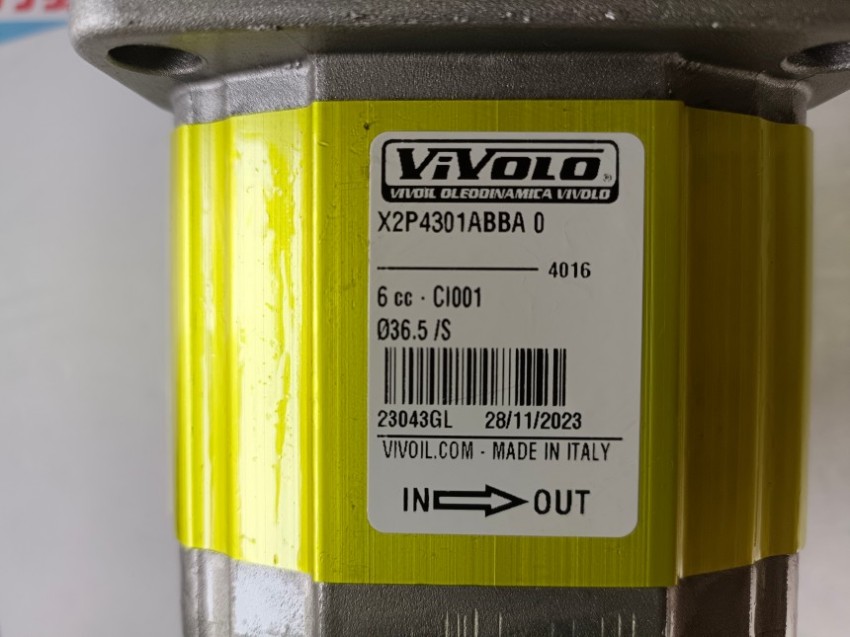 ViVOLO
VIVOIL OLEODINAMICA VIVOLO
X2P4301ABBA 0
4016
6 cc · CI001
Ø36.5 /S
23043GL 28/11/2023
VIVOIL.COM - MADE IN ITALY
IN OUT